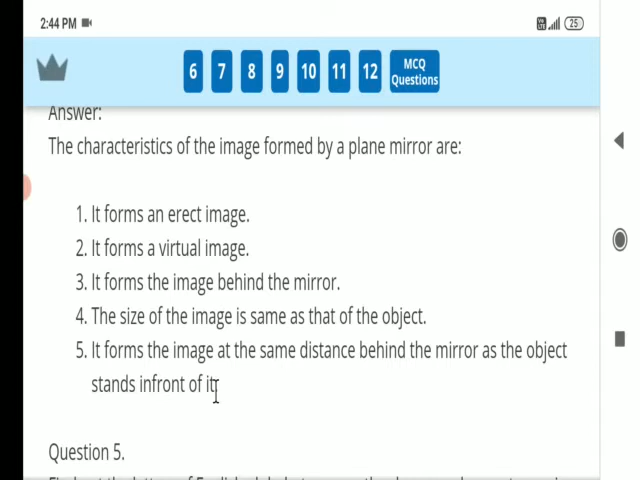 2:44 PM
25
6 7 8 9 10 11 12 MCQ Questions
Answer:
The characteristics of the image formed by a plane mirror are:
1. It forms an erect image.
2. It forms a virtual image.
3. It forms the image behind the mirror.
4. The size of the image is same as that of the object.
5. It forms the image at the same distance behind the mirror as the object
stands infront of it
Question 5.